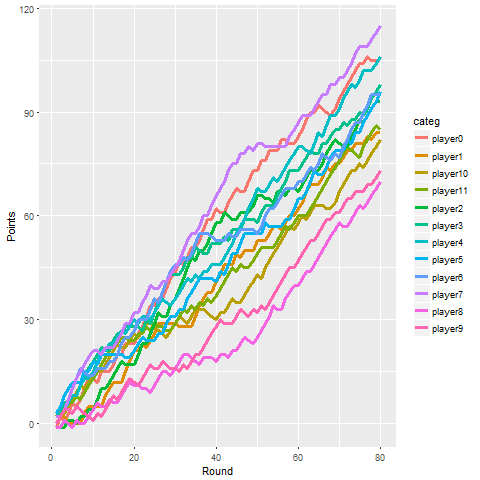 120
90
60
30
0
Points
0 20 40 60 80
Round
categ
player0
player1
player10
player11
player2
player3
player4
player5
player6
player7
player8
player9